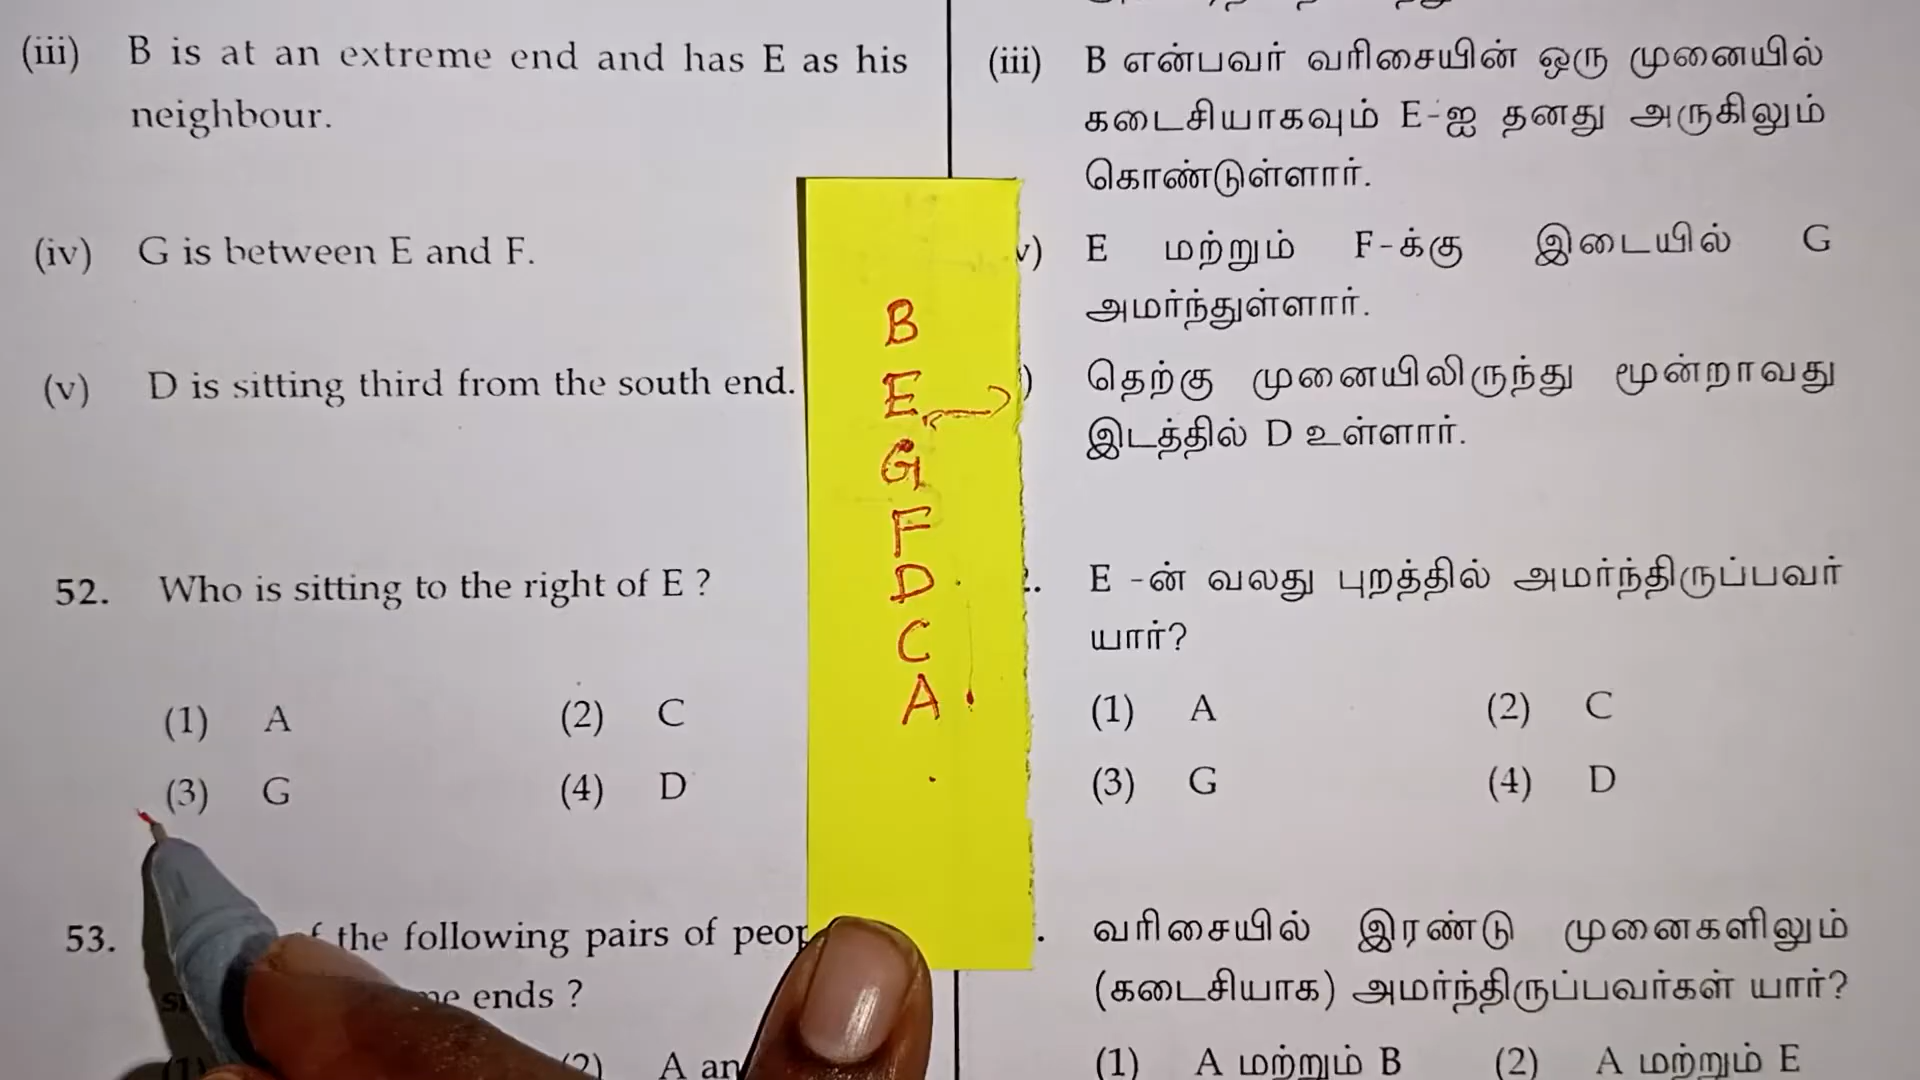 (iii) B is at an extreme end and has E as his
neighbour.
(iv) G is between E and F.
(v) D is sitting third from the south end.
52. Who is sitting to the right of E ?
(1) A (2) C
(3) G (4) D
53. the following pairs of
ends ?
(2) A
B
E
G
F
D
C
A
(iii) B என்பவர் வரிசையின் ஒரு முனையில்
கடைசியாகவும் E-ஐ தனது அருகிலும்
கொண்டுள்ளார்.
v) E மற்றும் F-க்கு இடையில் G
அமர்ந்துள்ளார்.
) தெற்கு முனையிலிருந்து மூன்றாவது
இடத்தில் D உள்ளார்.
E -ன் வலது புறத்தில் அமர்ந்திருப்பவர்
யார்?
(1) A (2) C
(3) G (4) D
வரிசையில் இரண்டு முனைகளிலும்
(கடைசியாக) அமர்ந்திருப்பவர்கள் யார்?
(1) A மற்றும் B (2) A மற்றும் E